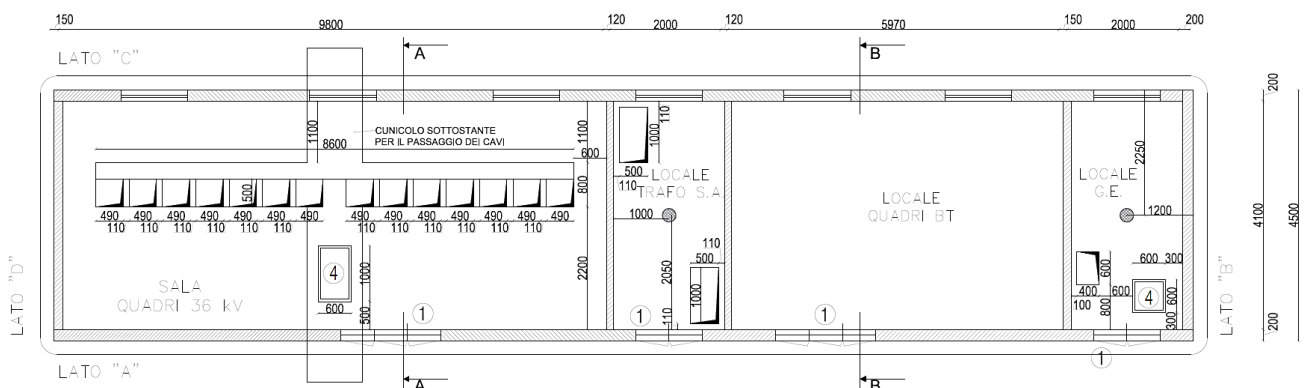 150
9800
120
2000
120
5970
150
2000
200
LATO "C"
A
B
200
4100
4500
200
1100
CUNICOLO SOTTOSTANTE
PER IL PASSAGGIO DEI CAVI
8600
1100
600
800
110
1000
500
110
LOCALE
TRAFO S.A.
1000
2250
LOCALE
G.E.
1200
LOCALE
QUADRI BT
500
490 490 490 490 490 490 490 490 490 490 490 490 490 490
110 110 110 110 110 110 110 110 110 110 110 110
2200
2050
110
500
1000
110
SALA
QUADRI 36 kV
4
1000
600
500
1
1
1
600
400
100
800
600
600 300
4
600
300
1
LATO "D"
LATO "B"
LATO "A"
A
B